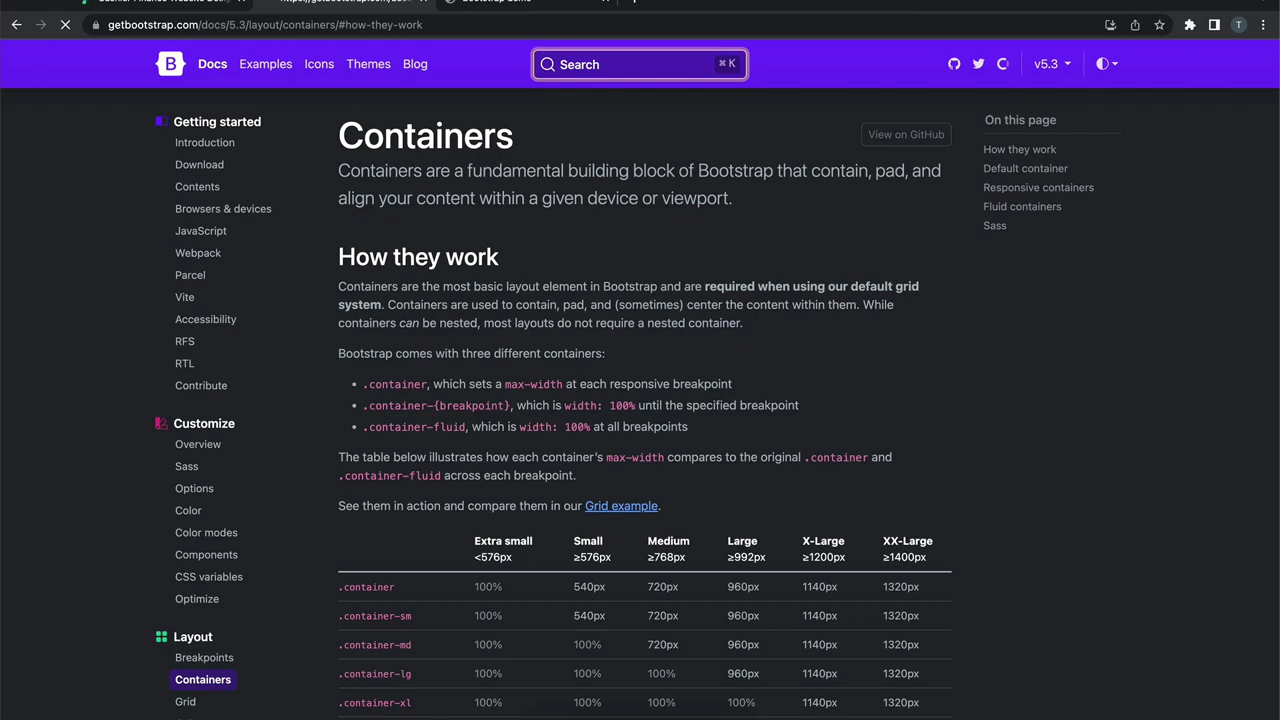 getbootstrap.com/docs/5.3/layout/containers/#how-they-work
T
B Docs Examples Icons Themes Blog Search ⌘ K v5.3
Getting started
Introduction
Download
Contents
Browsers & devices
JavaScript
Webpack
Parcel
Vite
Accessibility
RFS
RTL
Contribute
Customize
Overview
Sass
Options
Color
Color modes
Components
CSS variables
Optimize
Layout
Breakpoints
Containers
Grid
Containers
View on GitHub
Containers are a fundamental building block of Bootstrap that contain, pad, and
align your content within a given device or viewport.
How they work
Containers are the most basic layout element in Bootstrap and are required when using our default grid
system. Containers are used to contain, pad, and (sometimes) center the content within them. While
containers can be nested, most layouts do not require a nested container.
Bootstrap comes with three different containers:
• .container, which sets a max-width at each responsive breakpoint
• .container-{breakpoint}, which is width: 100% until the specified breakpoint
• .container-fluid, which is width: 100% at all breakpoints
The table below illustrates how each container's max-width compares to the original .container and
.container-fluid across each breakpoint.
See them in action and compare them in our Grid example.
Extra small Small Medium Large X-Large XX-Large
<576px ≥576px ≥768px ≥992px ≥1200px ≥1400px
.container 100% 540px 720px 960px 1140px 1320px
.container-sm 100% 540px 720px 960px 1140px 1320px
.container-md 100% 100% 720px 960px 1140px 1320px
.container-lg 100% 100% 100% 960px 1140px 1320px
.container-xl 100% 100% 100% 100% 1140px 1320px
On this page
How they work
Default container
Responsive containers
Fluid containers
Sass